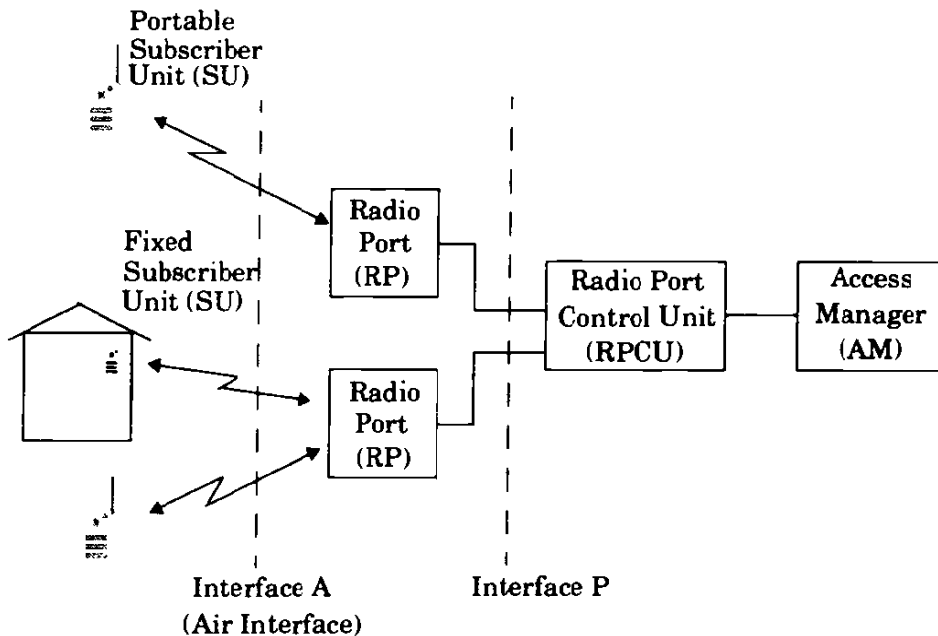 Portable
Subscriber
Unit (SU)
Radio
Port
(RP)
Fixed
Subscriber
Unit (SU)
Radio Port
Control Unit
(RPCU)
Access
Manager
(AM)
Radio
Port
(RP)
Interface A
(Air Interface)
Interface P